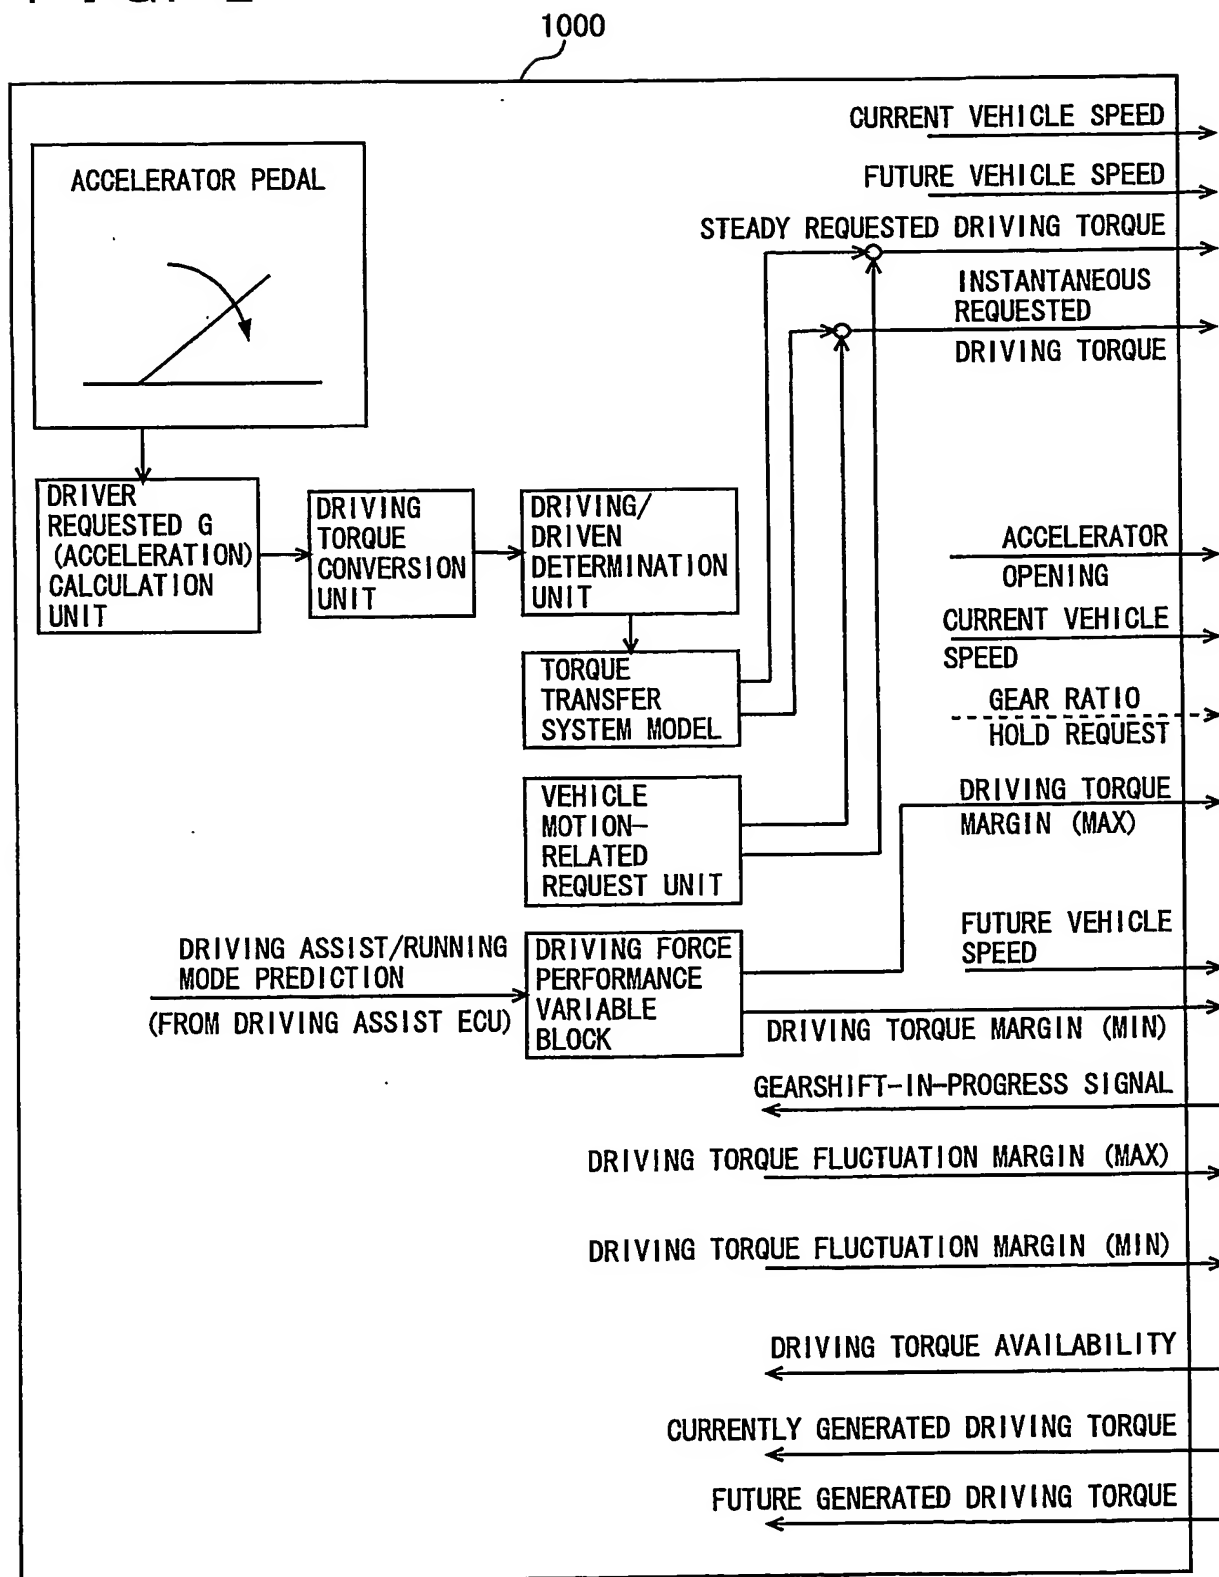 1000
CURRENT VEHICLE SPEED
ACCELERATOR PEDAL
FUTURE VEHICLE SPEED
STEADY REQUESTED DRIVING TORQUE
INSTANTANEOUS
REQUESTED
DRIVING TORQUE
DRIVER
REQUESTED G
(ACCELERATION)
CALCULATION
UNIT
DRIVING
TORQUE
CONVERSION
UNIT
DRIVING/
DRIVEN
DETERMINATION
UNIT
ACCELERATOR
OPENING
CURRENT VEHICLE
SPEED
TORQUE
TRANSFER
SYSTEM MODEL
GEAR RATIO
HOLD REQUEST
VEHICLE
MOTION-
RELATED
REQUEST UNIT
DRIVING TORQUE
MARGIN (MAX)
DRIVING ASSIST/RUNNING
MODE PREDICTION
(FROM DRIVING ASSIST ECU)
DRIVING FORCE
PERFORMANCE
VARIABLE
BLOCK
FUTURE VEHICLE
SPEED
DRIVING TORQUE MARGIN (MIN)
GEARSHIFT-IN-PROGRESS SIGNAL
DRIVING TORQUE FLUCTUATION MARGIN (MAX)
DRIVING TORQUE FLUCTUATION MARGIN (MIN)
DRIVING TORQUE AVAILABILITY
CURRENTLY GENERATED DRIVING TORQUE
FUTURE GENERATED DRIVING TORQUE